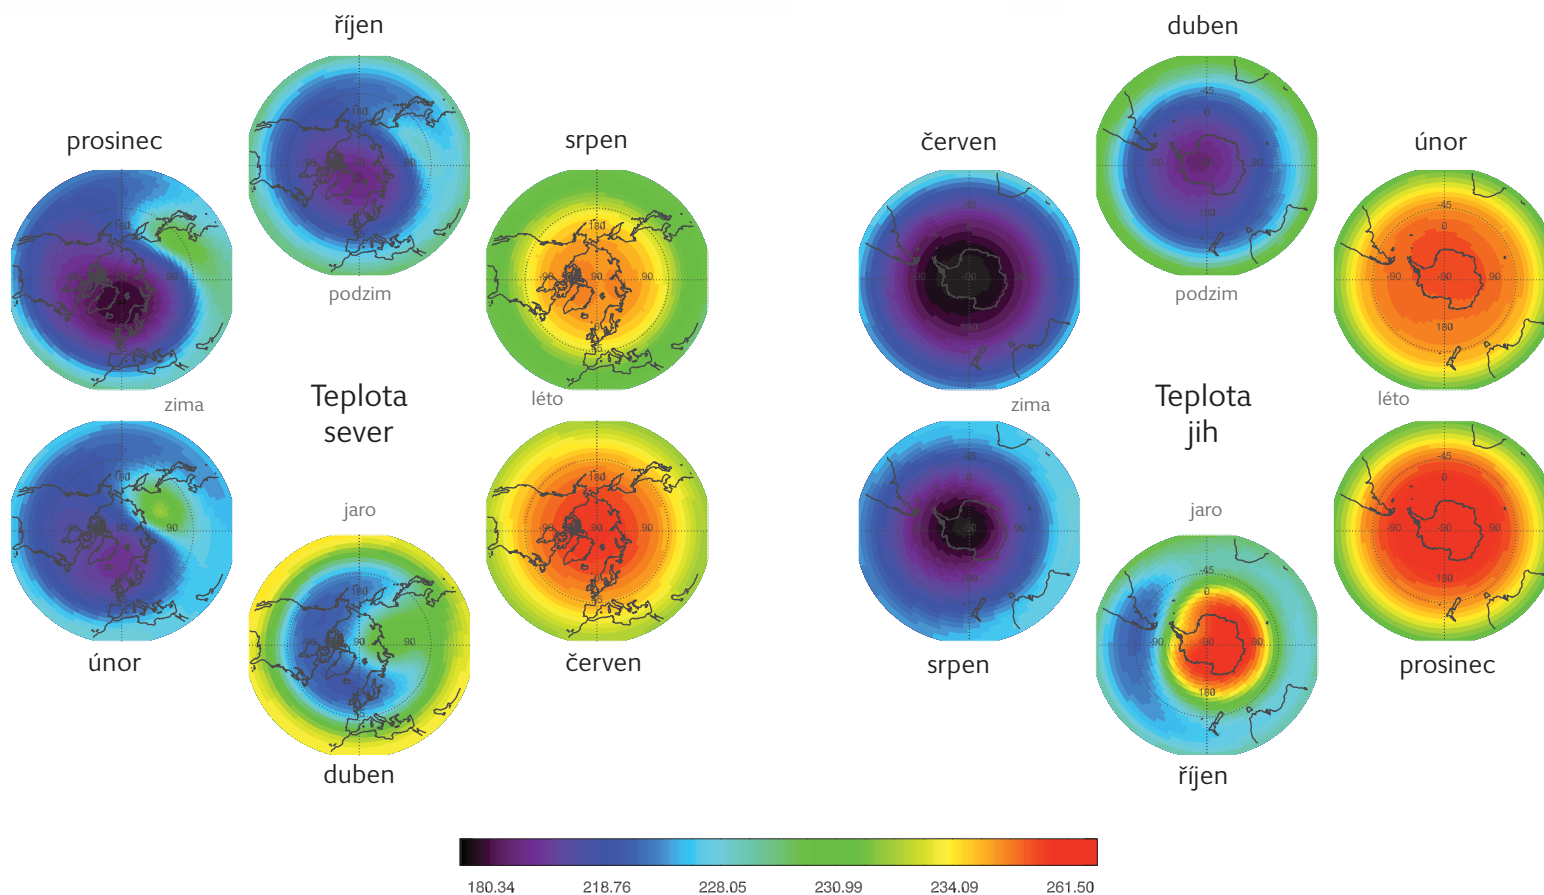 říjen
duben
prosinec
srpen
červen
únor
podzim
podzim
zima
Teplota
sever
léto
zima
Teplota
jih
léto
jaro
jaro
únor
červen
srpen
prosinec
duben
říjen
180.34 218.76 228.05 230.99 234.09 261.50